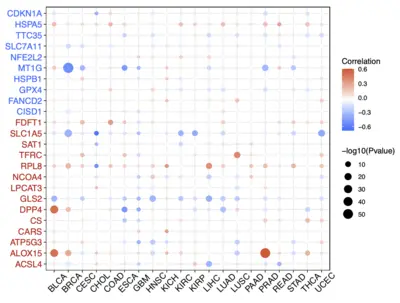 CDKN1A
HSPA5
TTC35
SLC7A11
NFE2L2
MT1G
HSPB1
GPX4
FANCD2
CISD1
FDFT1
SLC1A5
SAT1
TFRC
RPL8
NCOA4
LPCAT3
GLS2
DPP4
CS
CARS
ATP5G3
ALOX15
ACSL4
BLCA
BRCA
CESC
CHOL
COAD
ESCA
GBM
HNSC
KICH
KIRC
KIRP
LIHC
LUAD
LUSC
PAAD
PRAD
READ
STAD
THCA
UCEC
Correlation
0.6
0.3
0.0
-0.3
-0.6
-log10(Pvalue)
10
20
30
40
50